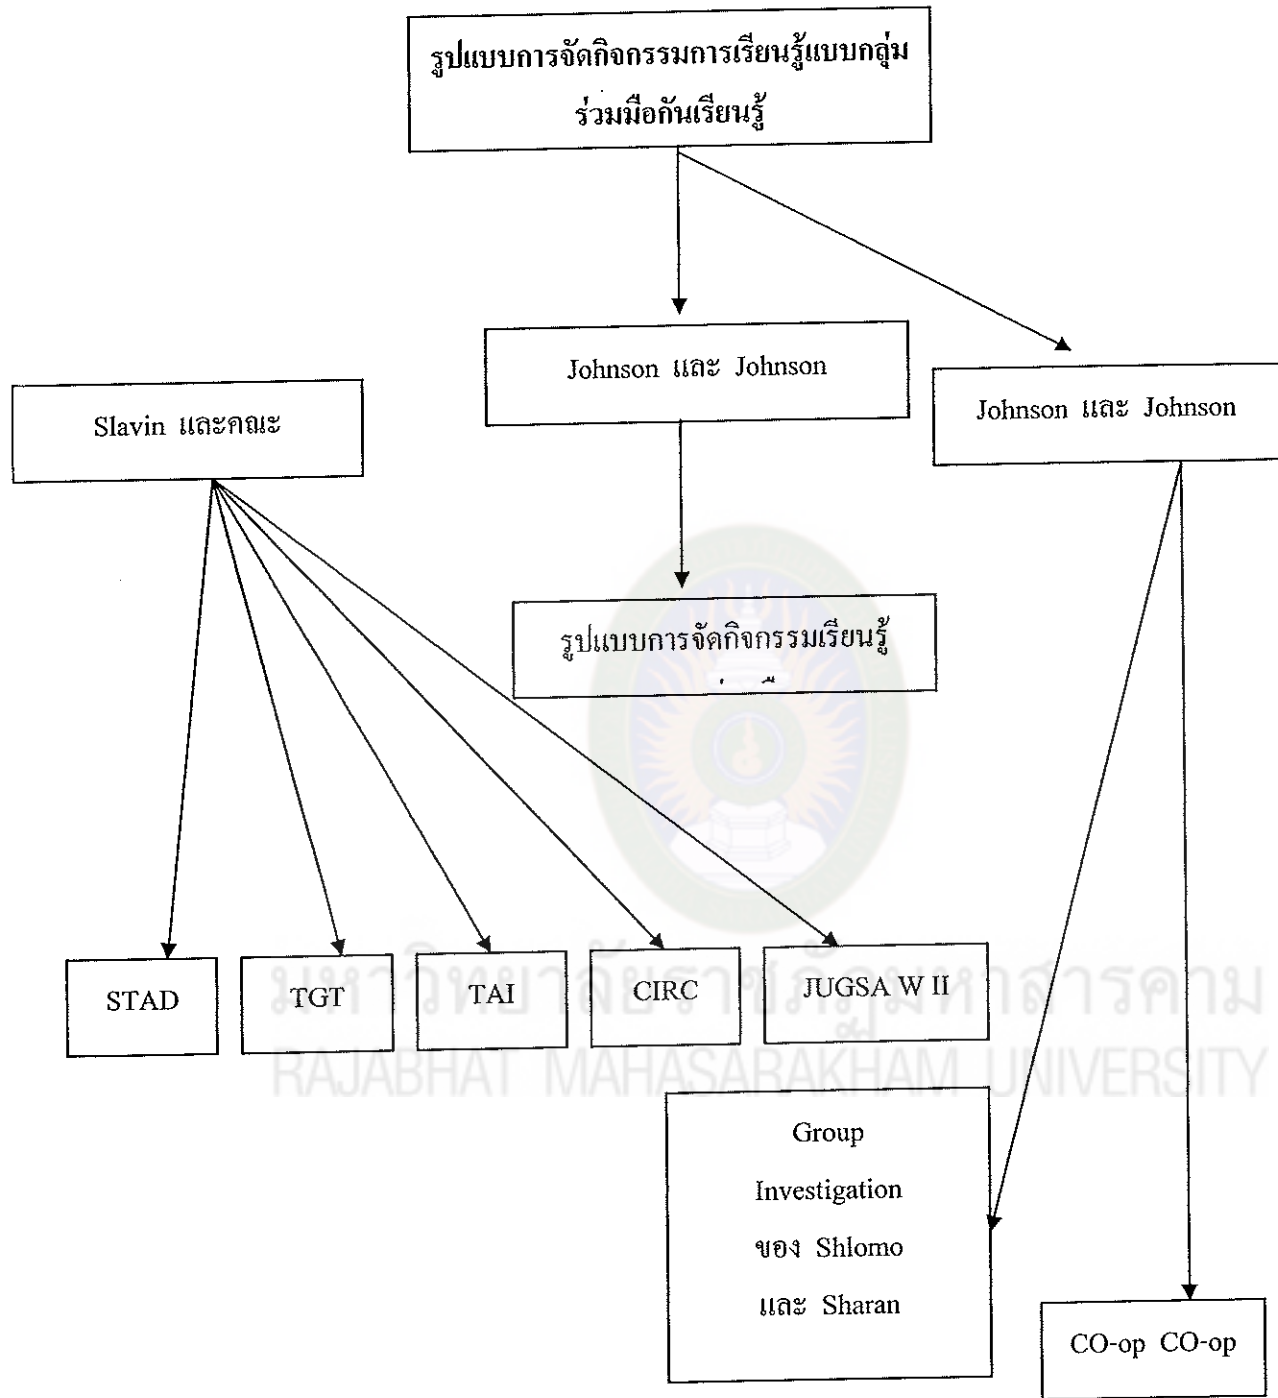 รูปแบบการจัดกิจกรรมการเรียนรู้แบบกลุ่ม
ร่วมมือกันเรียนรู้
Johnson และ Johnson
Johnson และ Johnson
Slavin และคณะ
รูปแบบการจัดกิจกรรมเรียนรู้
STAD
TGT
TAI
CIRC
JUGSA W II
มหาวิทยาลัยราชภัฏมหาสารคาม
RAJABHAT MAHASARAKHAM UNIVERSITY
Group
Investigation
ของ Shlomo
และ Sharan
CO-op CO-op